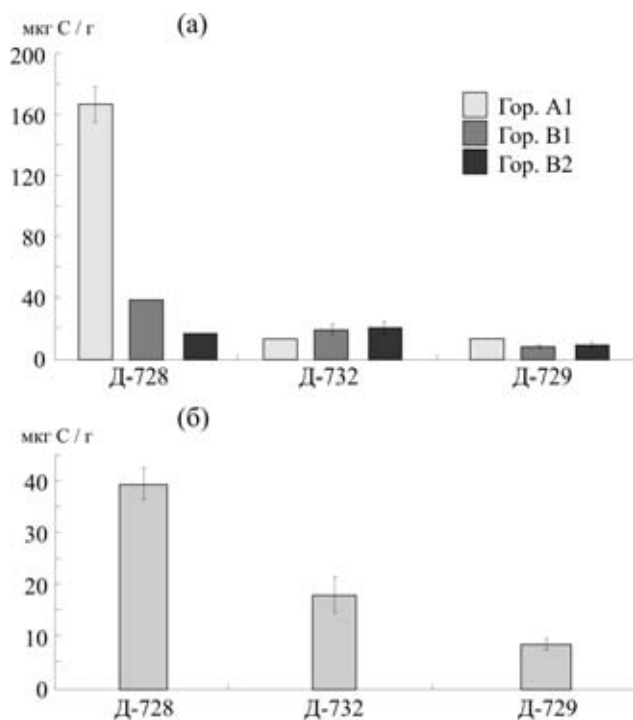 (а)
мкг С / г
200
160
120
80
40
0
Гор. А1
Гор. В1
Гор. В2
Д-728 Д-732 Д-729
(б)
мкг С / г
40
30
20
10
0
Д-728 Д-732 Д-729